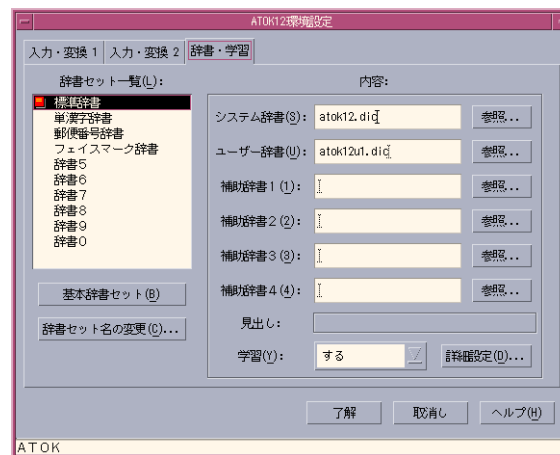 ATOK12環境設定
入力・変換 1 入力・変換 2 辞書・学習
辞書セット一覧(L):
標準辞書
単漢字辞書
郵便番号辞書
フェイスマーク辞書
辞書5
辞書6
辞書7
辞書8
辞書9
辞書0
基本辞書セット(B)
辞書セット名の変更(C)...
内容:
システム辞書(S): atok12.dic 参照...
ユーザー辞書(U): atok12u1.dic 参照...
補助辞書1(1): 参照...
補助辞書2(2): 参照...
補助辞書3(3): 参照...
補助辞書4(4): 参照...
見出し:
学習(Y): する 詳細設定(D)...
了解 取消し ヘルプ(H)
ATOK